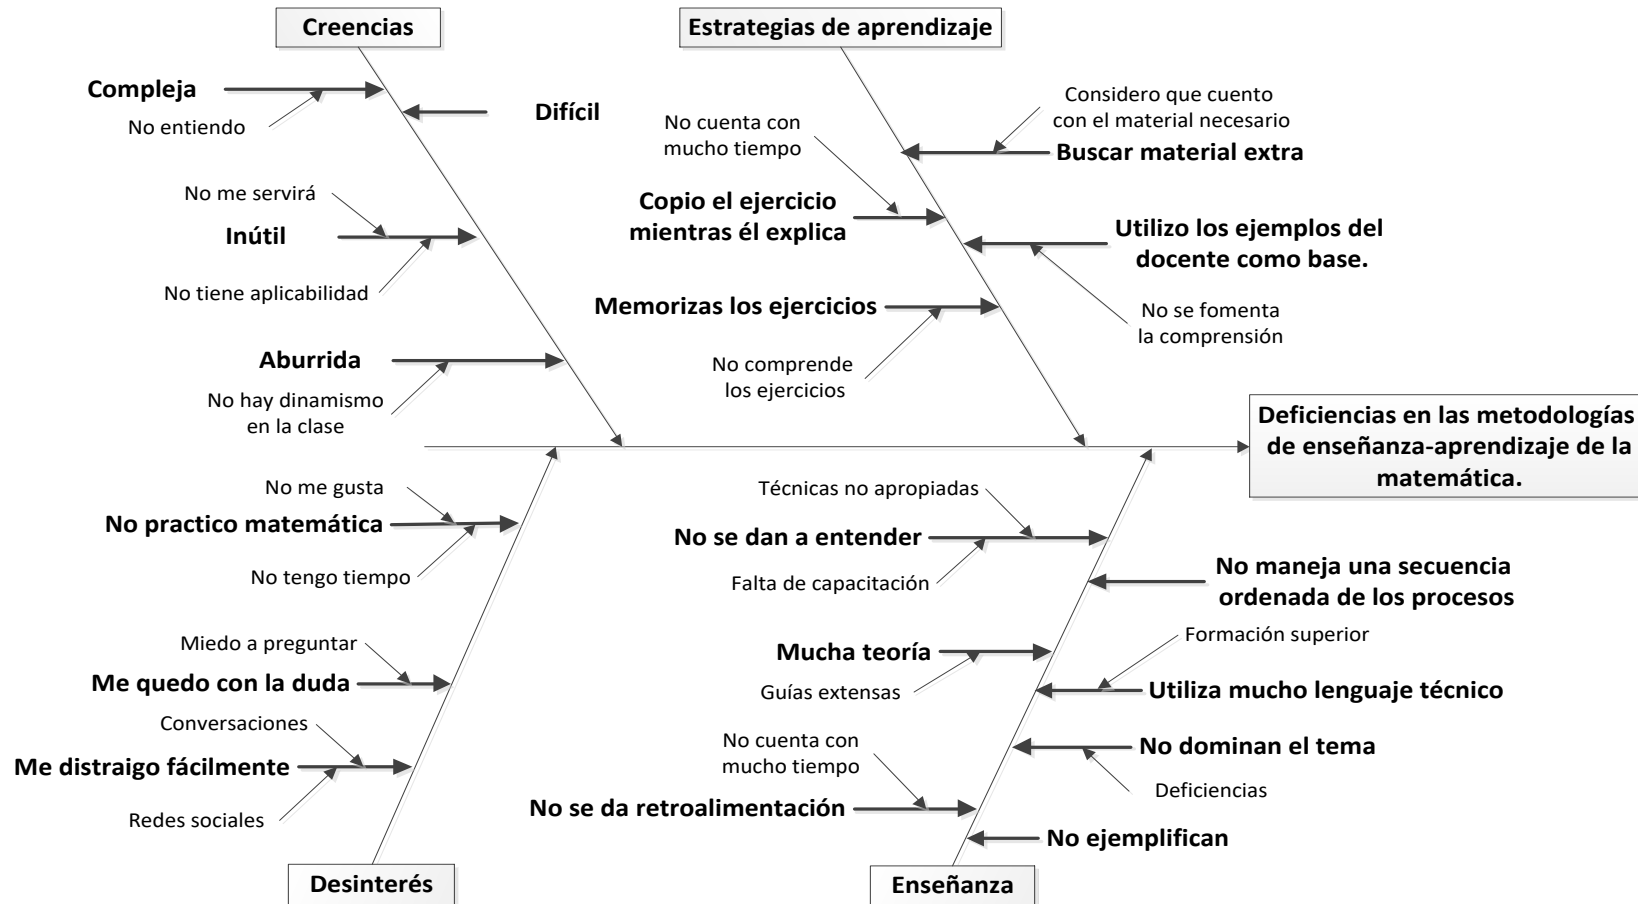 Creencias
Compleja
No entiendo
Difícil
No me servirá
Inútil
No tiene aplicabilidad
Aburrida
No hay dinamismo
en la clase
Estrategias de aprendizaje
Considero que cuento
con el material necesario
Buscar material extra
No cuenta con
mucho tiempo
Copio el ejercicio
mientras él explica
Utilizo los ejemplos del
docente como base.
No se fomenta
la comprensión
Memorizas los ejercicios
No comprende
los ejercicios
Deficiencias en las metodologías
de enseñanza-aprendizaje de la
matemática.
No me gusta
No practico matemática
No tengo tiempo
Miedo a preguntar
Me quedo con la duda
Conversaciones
Me distraigo fácilmente
Redes sociales
Desinterés
Técnicas no apropiadas
No se dan a entender
Falta de capacitación
No maneja una secuencia
ordenada de los procesos
Mucha teoría
Guías extensas
Formación superior
Utiliza mucho lenguaje técnico
No dominan el tema
Deficiencias
No cuenta con
mucho tiempo
No se da retroalimentación
No ejemplifican
Enseñanza